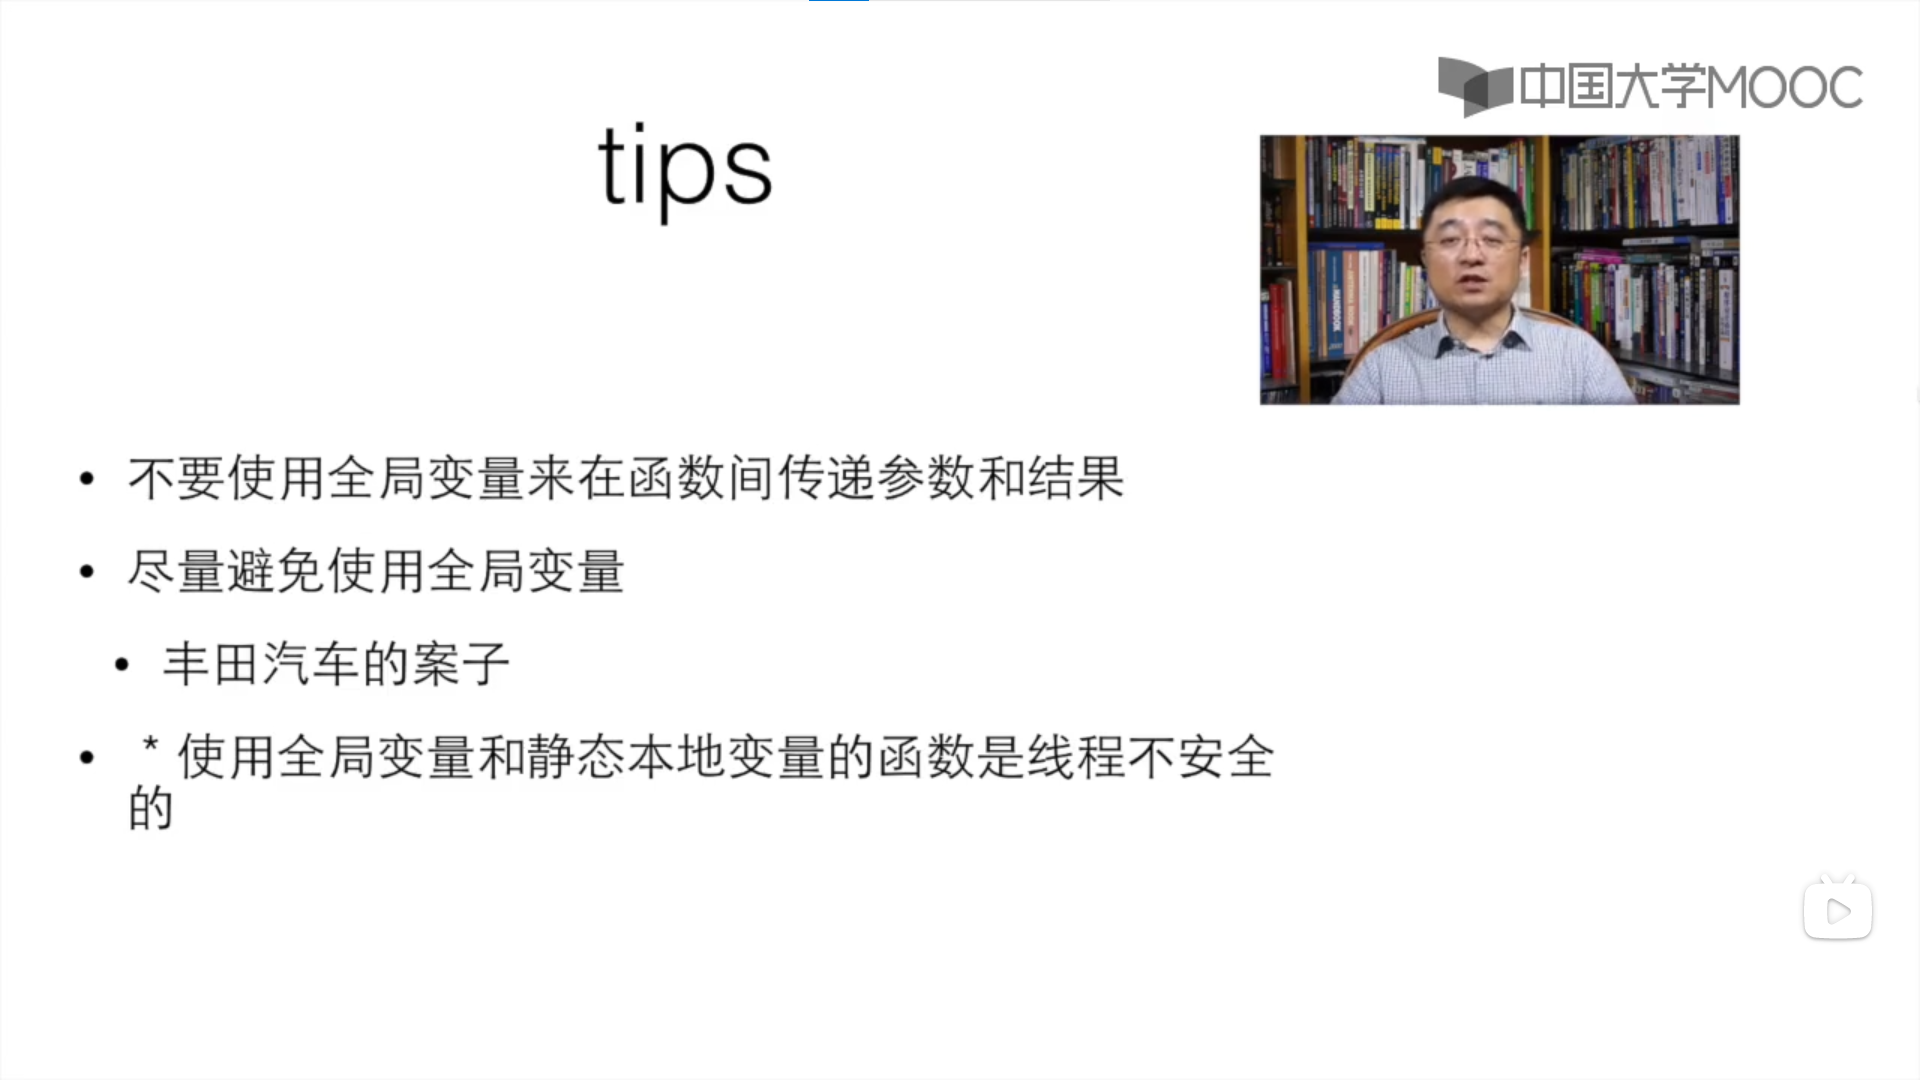 中国大学MOOC
tips
• 不要使用全局变量来在函数间传递参数和结果
• 尽量避免使用全局变量
• 丰田汽车的案子
• * 使用全局变量和静态本地变量的函数是线程不安全
的